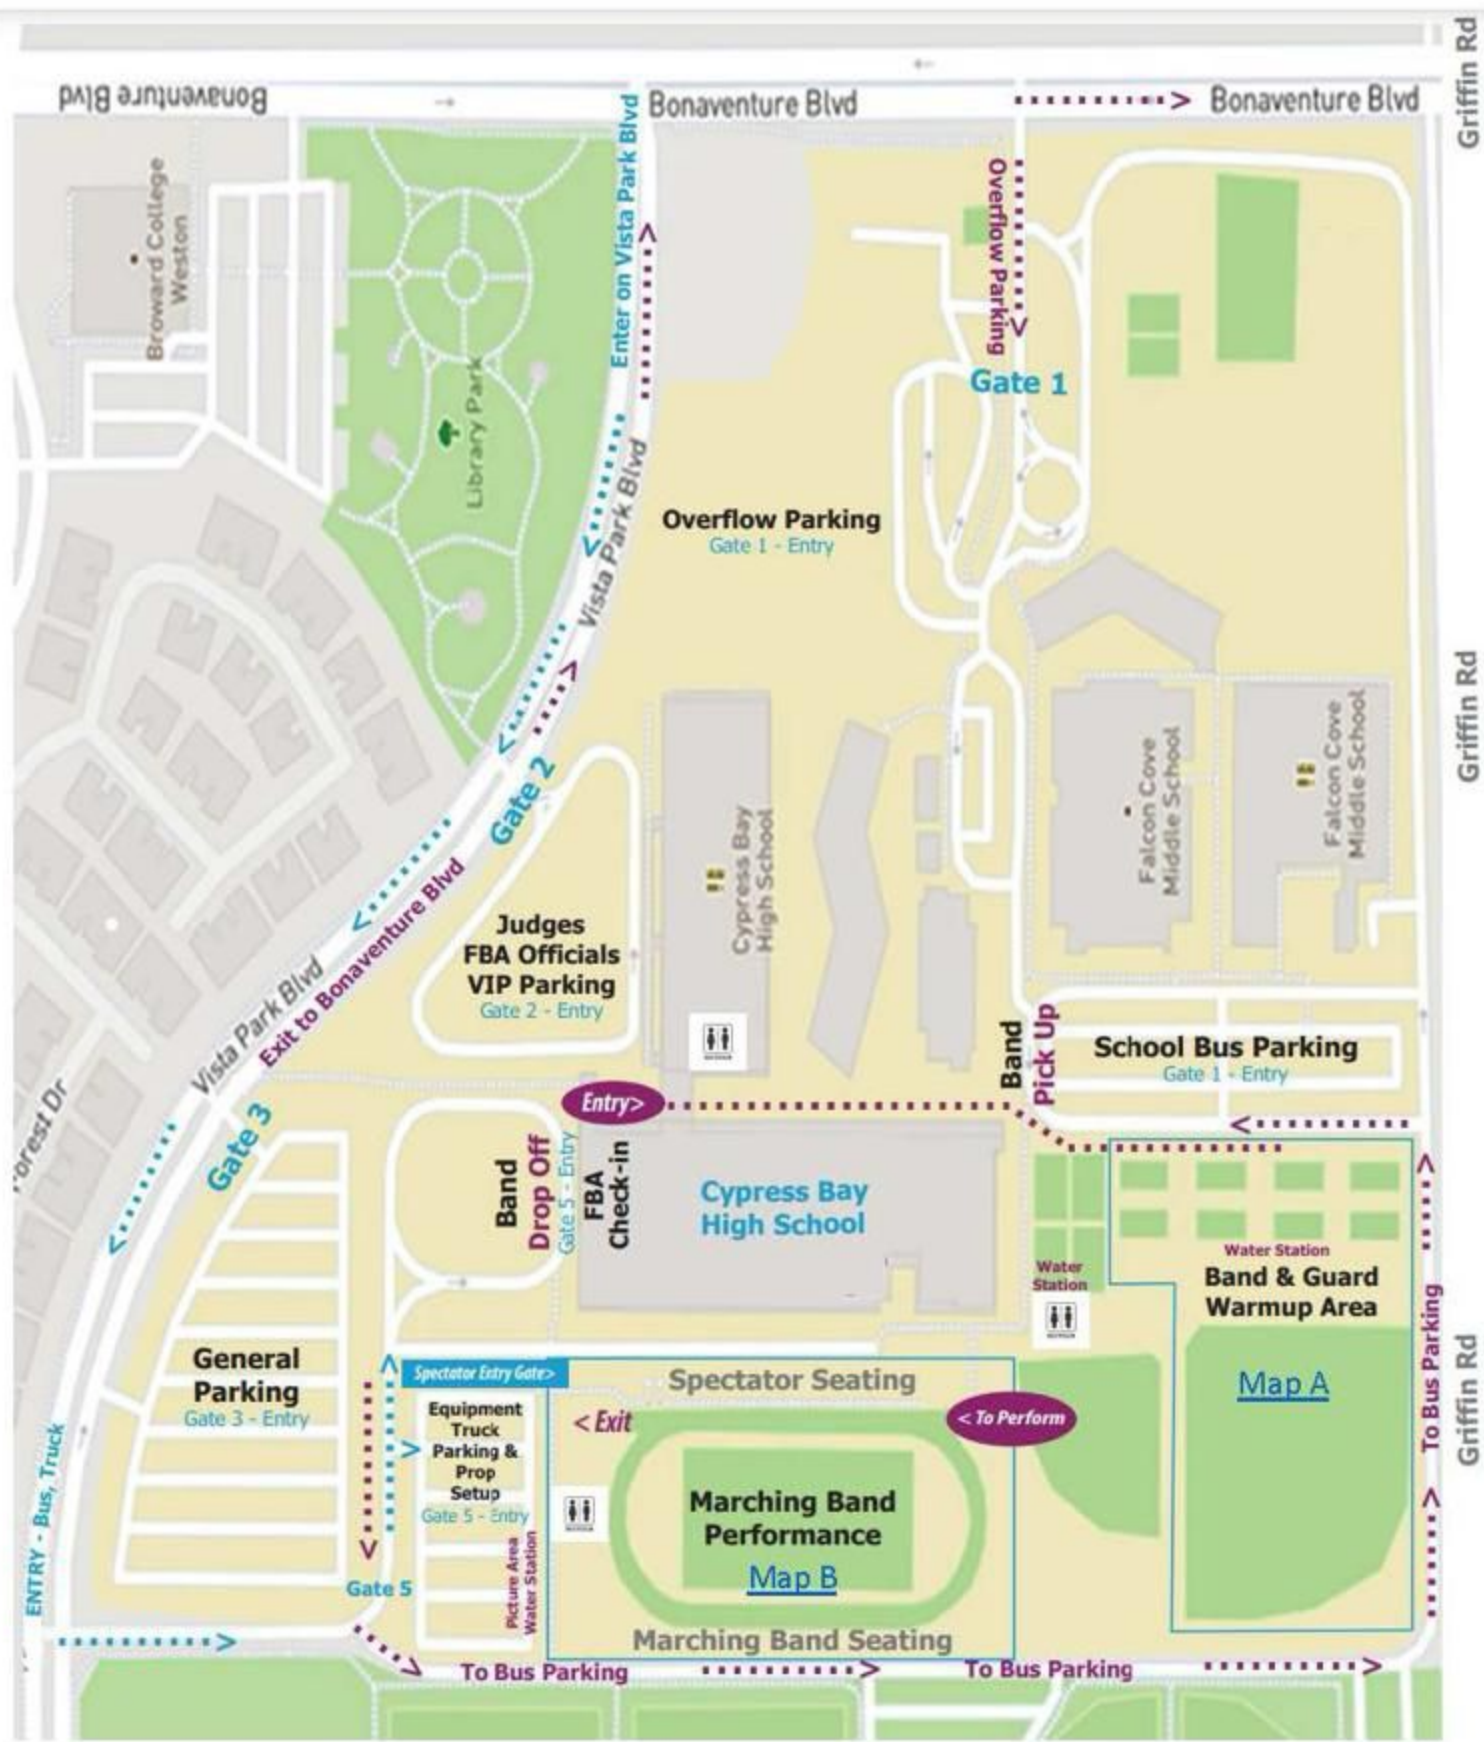 Griffin Rd
Bonaventure Blvd
Bonaventure Blvd
Bonaventure Blvd
Broward College
Weston
Enter on Vista Park Blvd
Overflow Parking
Gate 1
Library Park
Vista Park Blvd
Overflow Parking
Gate 1 - Entry
Griffin Rd
Gate 2
Cypress Bay
High School
Falcon Cove
Middle School
Falcon Cove
Middle School
Judges
FBA Officials
VIP Parking
Gate 2 - Entry
Vista Park Blvd
Exit to Bonaventure Blvd
Band
Pick Up
School Bus Parking
Gate 1 - Entry
orest Dr
Gate 3
Entry>
Band
Drop Off
Gate 5 - Entry
FBA
Check-in
Cypress Bay
High School
Water
Station
Water Station
Band & Guard
Warmup Area
Map A
To Bus Parking
Griffin Rd
General
Parking
Gate 3 - Entry
Spectator Entry Gate>
Spectator Seating
Equipment
Truck
Parking &
Prop
Setup
Gate 5 - Entry
< Exit
< To Perform
Marching Band
Performance
Map B
ENTRY - Bus, Truck
Gate 5
Picture Area
Water Station
Marching Band Seating
To Bus Parking
To Bus Parking